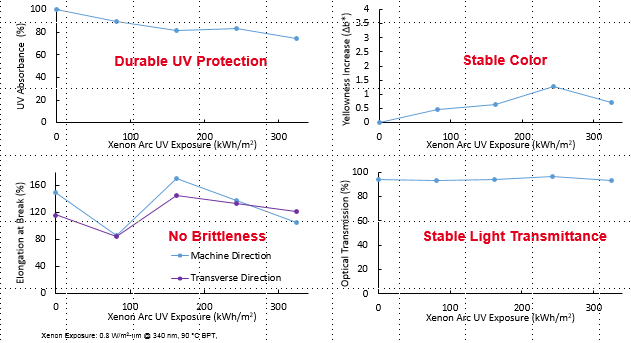 100
80
60
40
20
0
UV Absorbance (%)
Durable UV Protection
0 100 200 300
Xenon Arc UV Exposure (kWh/m²)
4
3.5
3
2.5
2
1.5
1
0.5
0
Yellowness Increase (Δb*)
Stable Color
0 100 200 300
Xenon Arc UV Exposure (kWh/m²)
160
120
80
40
0
Elongation at Break (%)
No Brittleness
Machine Direction
Transverse Direction
0 100 200 300
Xenon Arc UV Exposure (kWh/m²)
100
80
60
40
20
0
Optical Transmission (%)
Stable Light Transmittance
0 100 200 300
Xenon Arc UV Exposure (kWh/m²)
Xenon Exposure: 0.8 W/m²-nm @ 340 nm, 90 °C BPT,